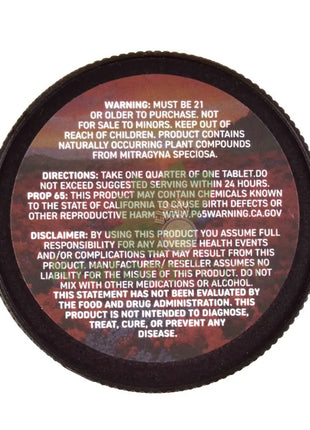 WARNING: MUST BE 21
OR OLDER TO PURCHASE. NOT
FOR SALE TO MINORS. KEEP OUT OF
REACH OF CHILDREN. PRODUCT CONTAINS
NATURALLY OCCURRING PLANT COMPOUNDS
FROM MITRAGYNA SPECIOSA.
DIRECTIONS: TAKE ONE QUARTER OF ONE TABLET.DO
NOT EXCEED SUGGESTED SERVING WITHIN 24 HOURS.
PROP 65: THIS PRODUCT MAY CONTAIN CHEMICALS KNOWN
TO THE STATE OF CALIFORNIA TO CAUSE BIRTH DEFECTS OR
OTHER REPRODUCTIVE HARM. WWW.P65WARNING.CA.GOV
DISCLAIMER: BY USING THIS PRODUCT YOU ASSUME FULL
RESPONSIBILITY FOR ANY ADVERSE HEALTH EVENTS
AND/OR COMPLICATIONS THAT MAY RESULT FROM THIS
PRODUCT. MANUFACTURER/ RESELLER ASSUMES NO
LIABILITY FOR THE MISUSE OF THIS PRODUCT. DO NOT
MIX WITH OTHER MEDICATIONS OR ALCOHOL.
THIS STATEMENT HAS NOT BEEN EVALUATED BY
THE FOOD AND DRUG ADMINISTRATION. THIS
PRODUCT IS NOT INTENDED TO DIAGNOSE,
TREAT, CURE, OR PREVENT ANY
DISEASE.